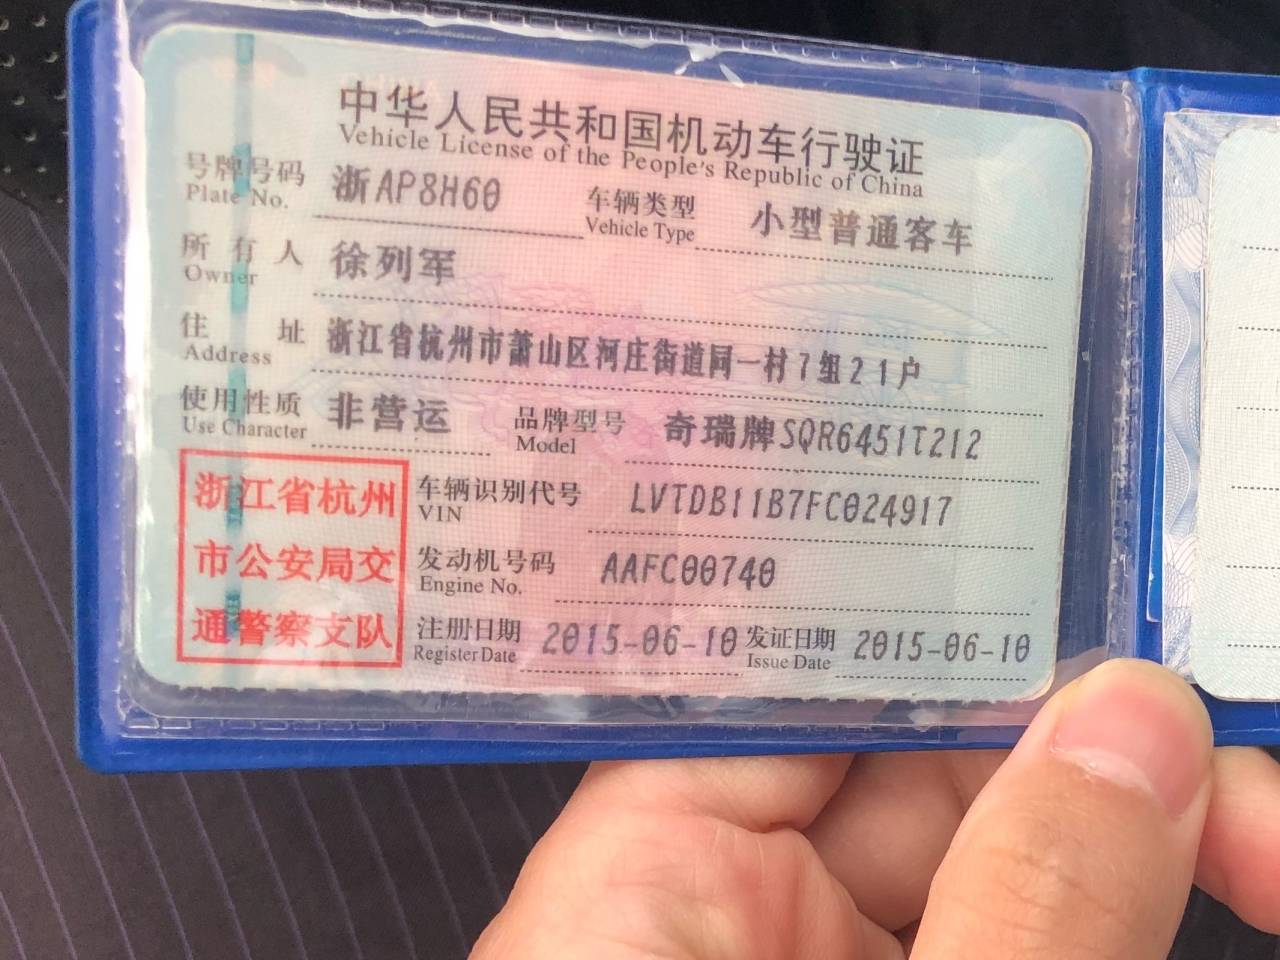 中华人民共和国机动车行驶证
Vehicle License of the People's Republic of China
号牌号码 浙AP8H60 车辆类型 小型普通客车
Plate No. Vehicle Type
所有人 徐列军
Owner
住址 浙江省杭州市萧山区河庄街道同一村7组21户
Address
使用性质 非营运 品牌型号 奇瑞牌SQR6451T212
Use Character Model
浙江省杭州
市公安局交
通警察支队
车辆识别代号 LVTDB11B7FC024917
VIN
发动机号码 AAFC00740
Engine No.
注册日期 2015-06-10 发证日期 2015-06-10
Register Date Issue Date